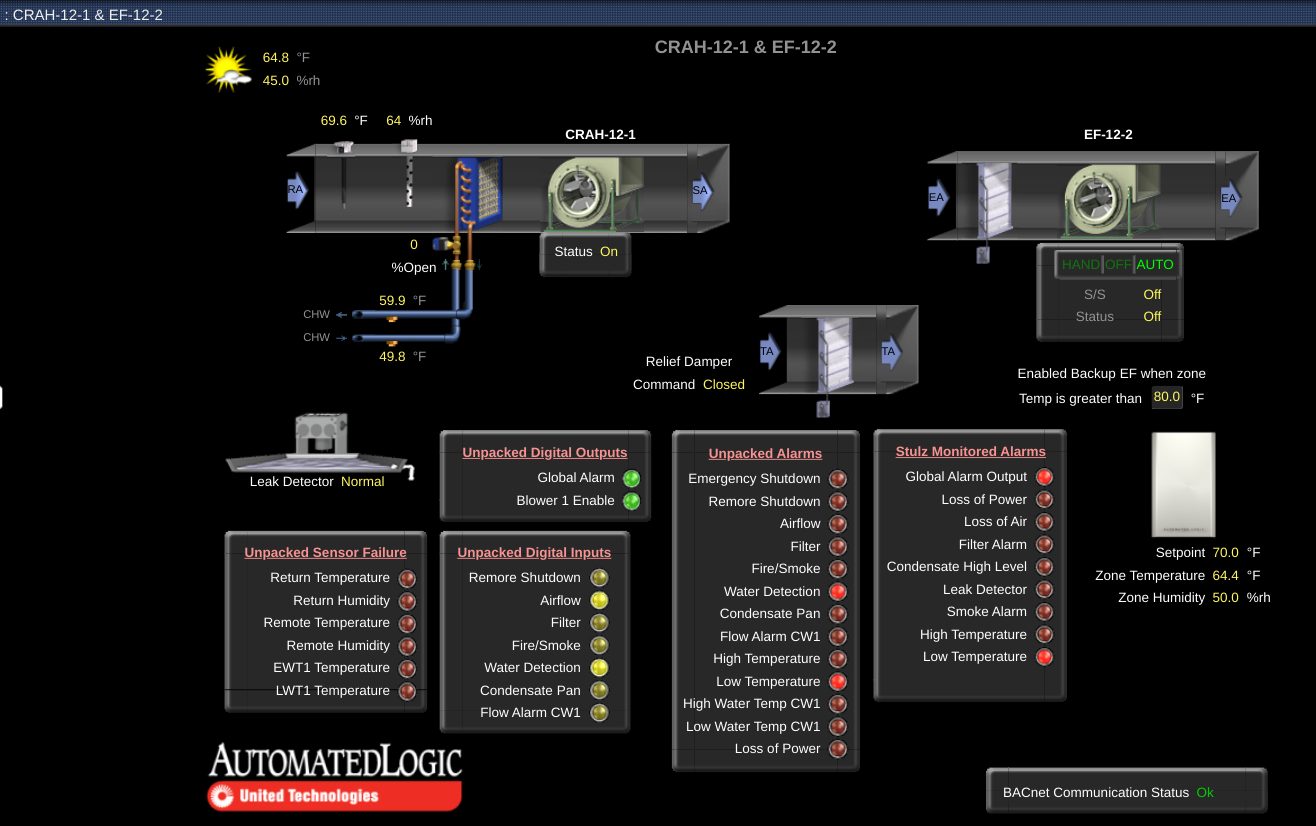 : CRAH-12-1 & EF-12-2
CRAH-12-1 & EF-12-2
64.8 °F
45.0 %rh
69.6 °F 64 %rh
CRAH-12-1
EF-12-2
RA
SA
EA
EA
0
%Open
Status On
HAND OFF AUTO
S/S Off
Status Off
59.9 °F
CHW
CHW
49.8 °F
TA
TA
Relief Damper
Command Closed
Enabled Backup EF when zone
Temp is greater than 80.0 °F
Leak Detector Normal
Unpacked Digital Outputs
Global Alarm
Blower 1 Enable
Unpacked Sensor Failure
Return Temperature
Return Humidity
Remote Temperature
Remote Humidity
EWT1 Temperature
LWT1 Temperature
Unpacked Digital Inputs
Remore Shutdown
Airflow
Filter
Fire/Smoke
Water Detection
Condensate Pan
Flow Alarm CW1
Unpacked Alarms
Emergency Shutdown
Remore Shutdown
Airflow
Filter
Fire/Smoke
Water Detection
Condensate Pan
Flow Alarm CW1
High Temperature
Low Temperature
High Water Temp CW1
Low Water Temp CW1
Loss of Power
Stulz Monitored Alarms
Global Alarm Output
Loss of Power
Loss of Air
Filter Alarm
Condensate High Level
Leak Detector
Smoke Alarm
High Temperature
Low Temperature
Setpoint 70.0 °F
Zone Temperature 64.4 °F
Zone Humidity 50.0 %rh
AUTOMATEDLOGIC
United Technologies
BACnet Communication Status Ok